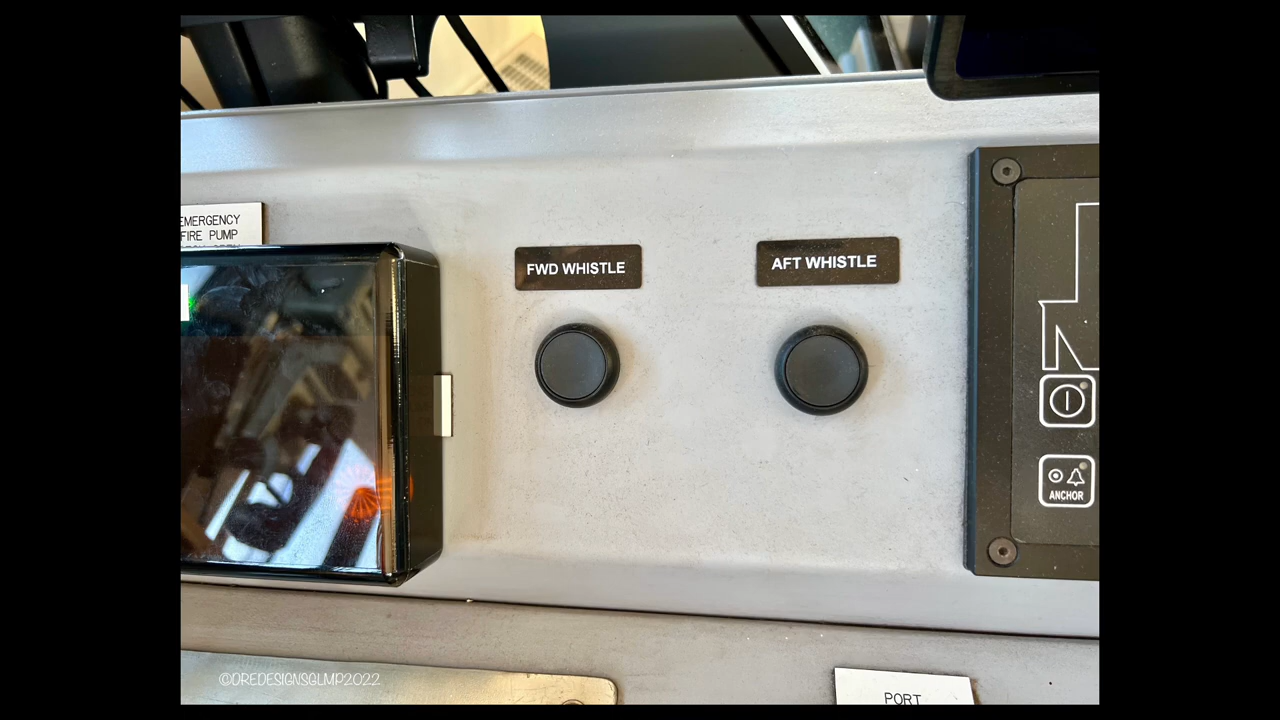 EMERGENCY
FIRE PUMP
FWD WHISTLE
AFT WHISTLE
ANCHOR
©DREDESIGNSGLMP2022
PORT